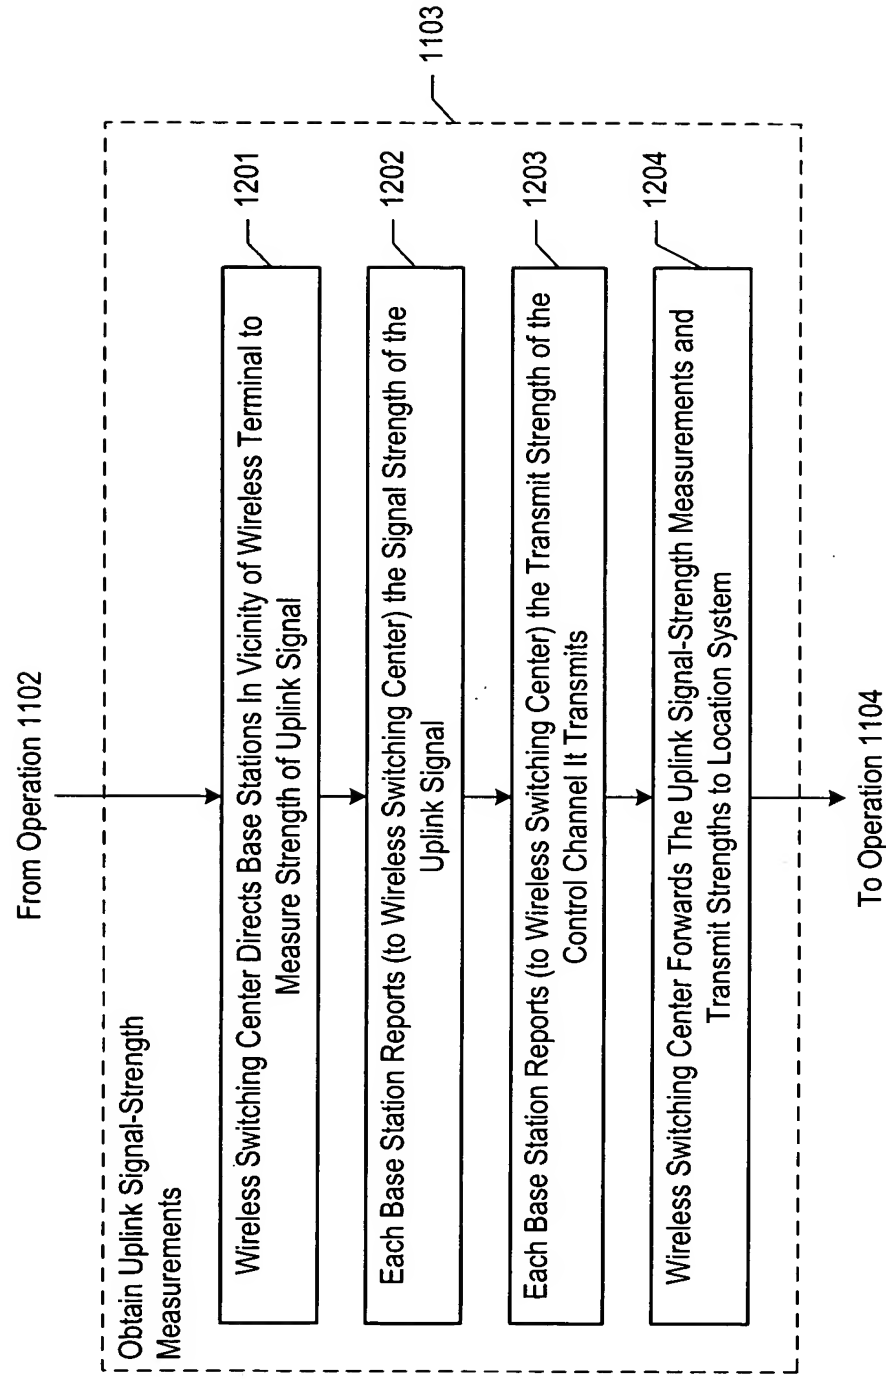 From Operation 1102
Obtain Uplink Signal-Strength
Measurements
1103
Wireless Switching Center Directs Base Stations In Vicinity of Wireless Terminal to
Measure Strength of Uplink Signal
1201
Each Base Station Reports (to Wireless Switching Center) the Signal Strength of the
Uplink Signal
1202
Each Base Station Reports (to Wireless Switching Center) the Transmit Strength of the
Control Channel It Transmits
1203
Wireless Switching Center Forwards The Uplink Signal-Strength Measurements and
Transmit Strengths to Location System
1204
To Operation 1104